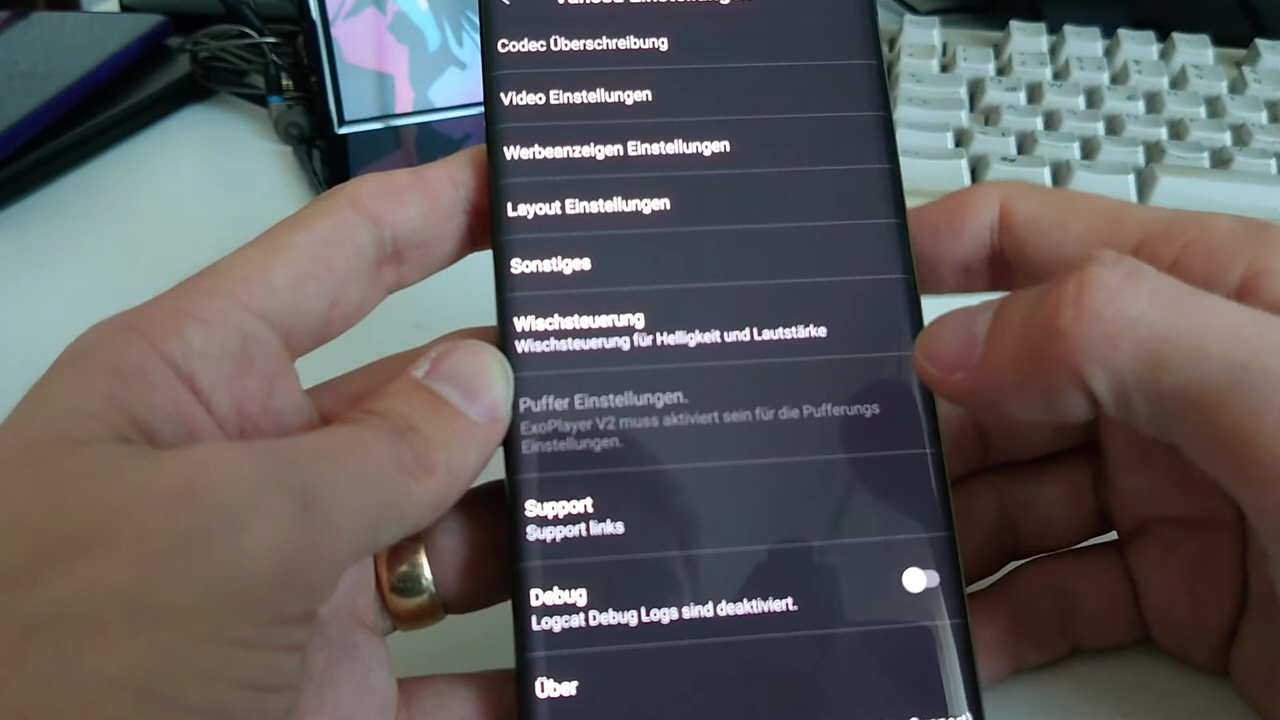 Codec Überschreibung
Video Einstellungen
Werbeanzeigen Einstellungen
Layout Einstellungen
Sonstiges
Wischsteuerung
Wischsteuerung für Helligkeit und Lautstärke
Puffer Einstellungen.
ExoPlayer V2 muss aktiviert sein für die Pufferungs
Einstellungen.
Support
Support links
Debug
Logcat Debug Logs sind deaktiviert.
Über